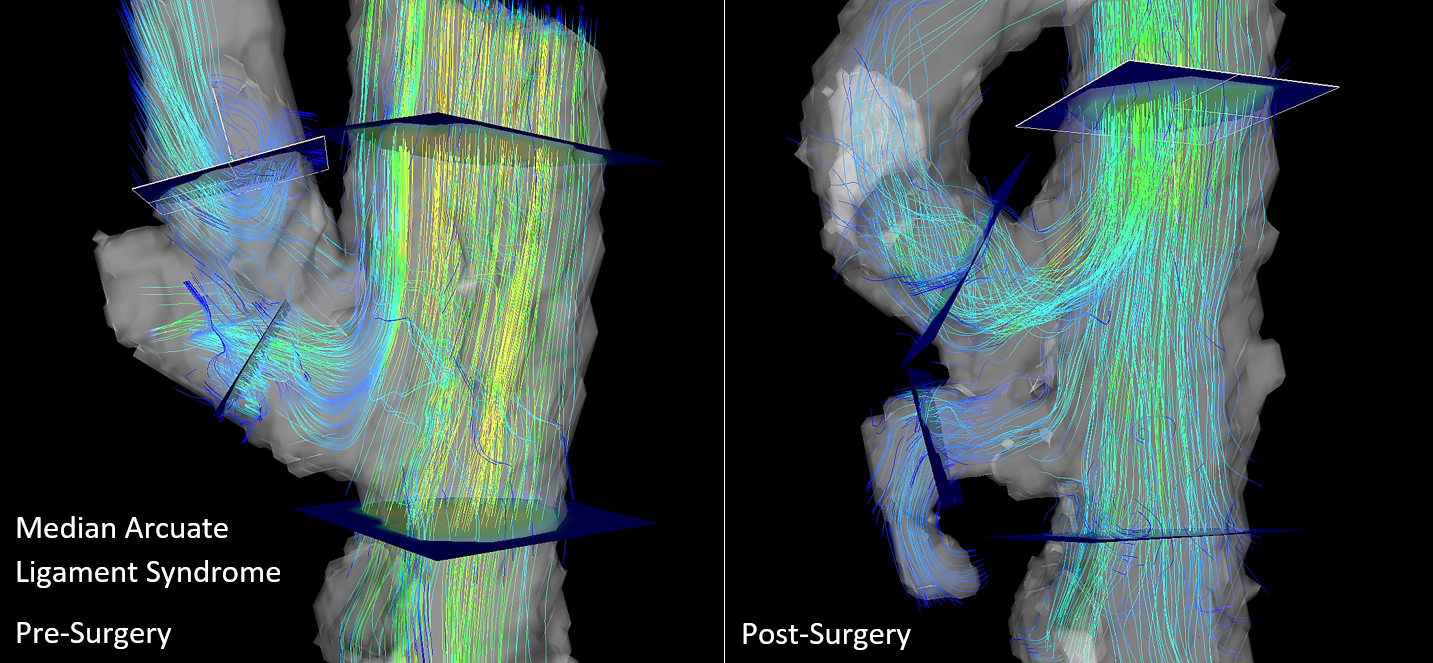 Median Arcuate
Ligament Syndrome
Pre-Surgery
Post-Surgery